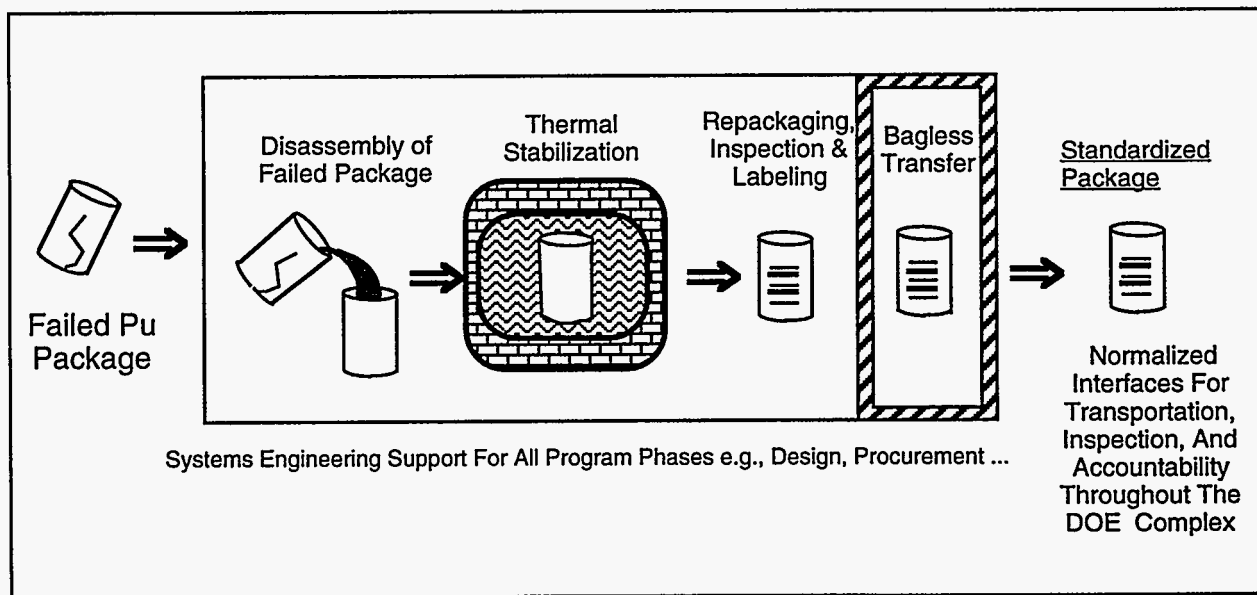 Failed Pu
Package
Disassembly of
Failed Package
Thermal
Stabilization
Repackaging,
Inspection &
Labeling
Bagless
Transfer
Standardized
Package
Normalized
Interfaces For
Transportation,
Inspection, And
Accountability
Throughout The
DOE Complex
Systems Engineering Support For All Program Phases e.g., Design, Procurement ...